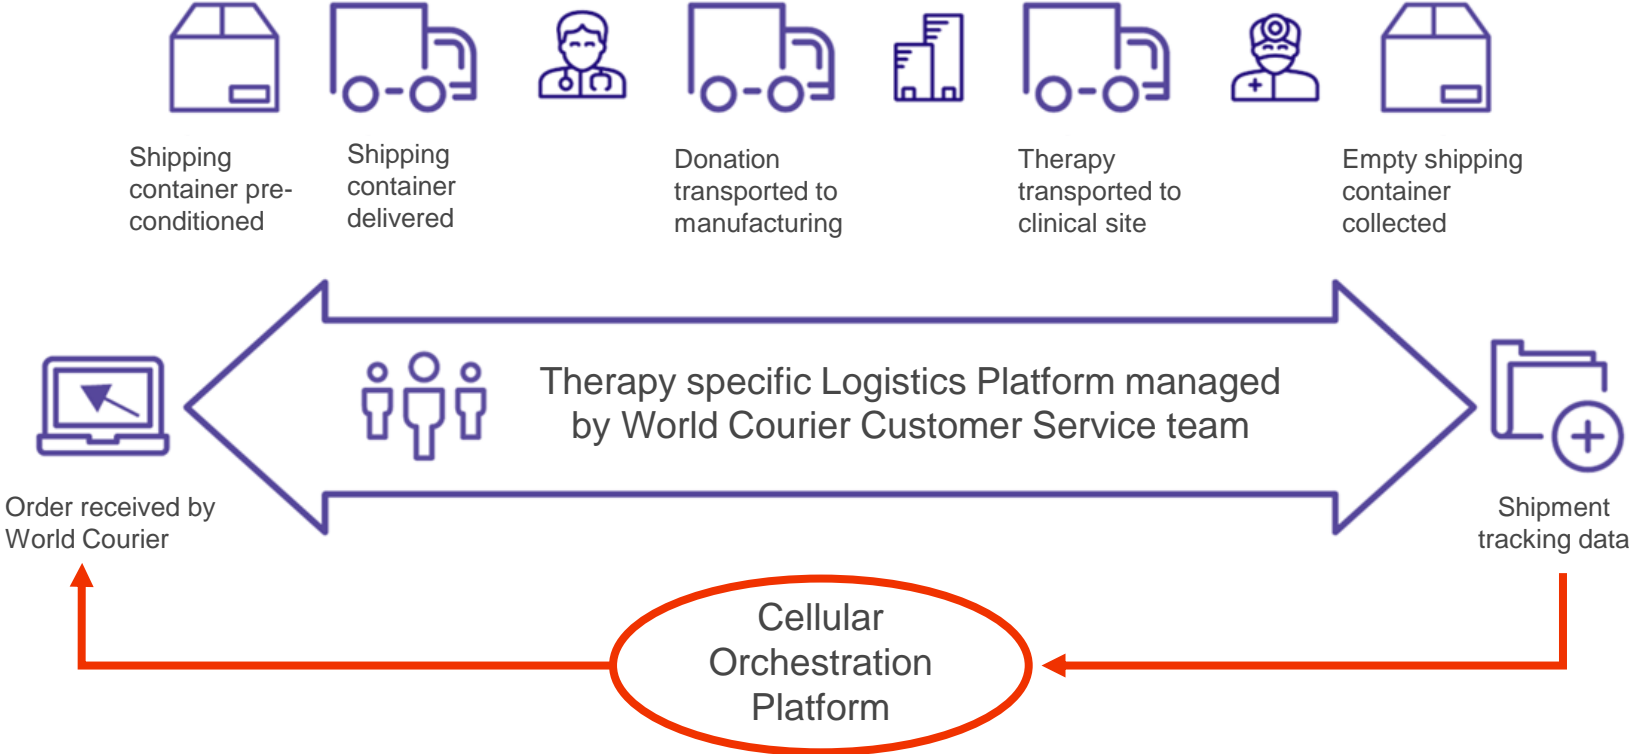 Shipping
container pre-
conditioned
Shipping
container
delivered
Donation
transported to
manufacturing
Therapy
transported to
clinical site
Empty shipping
container
collected
Therapy specific Logistics Platform managed
by World Courier Customer Service team
Order received by
World Courier
Shipment
tracking data
Cellular
Orchestration
Platform